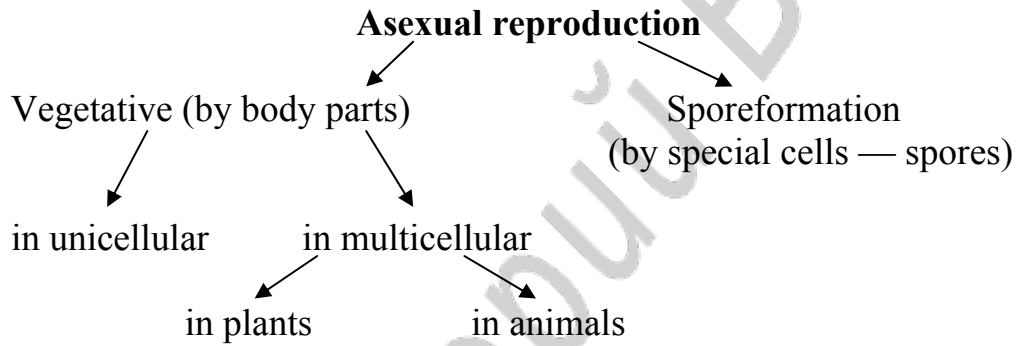 Asexual reproduction
Vegetative (by body parts)
Sporeformation
(by special cells — spores)
in unicellular
in multicellular
in plants
in animals